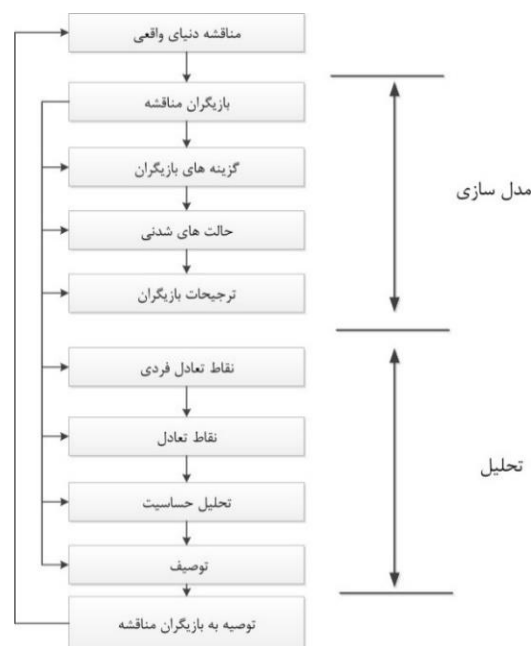 مناقشه دنیای واقعی
بازیگران مناقشه
گزینه های بازیگران
حالت های شدنی
ترجیحات بازیگران
مدل سازی
نقاط تعادل فردی
نقاط تعادل
تحلیل حساسیت
توصیف
تحلیل
توصیه به بازیگران مناقشه